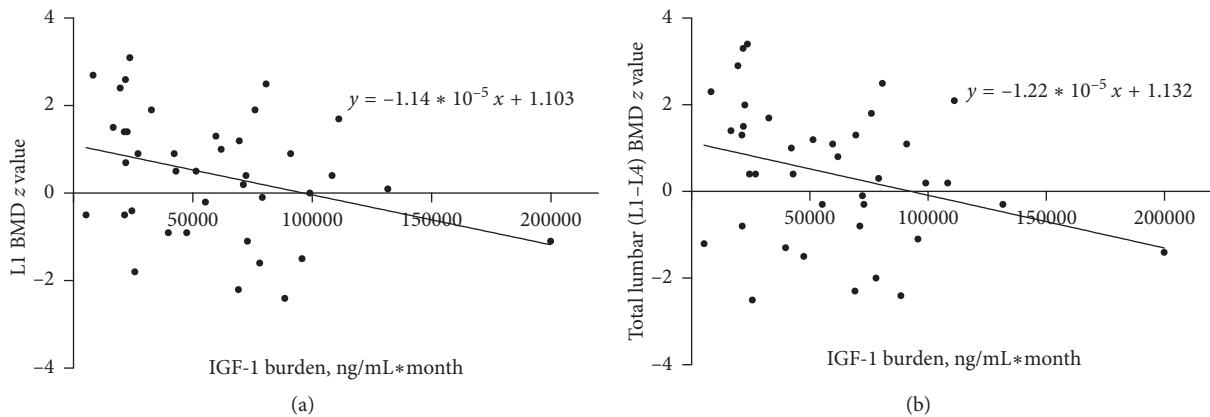 4
2
0
−2
−4
L1 BMD z value
50000
100000
150000
200000
y = −1.14 * 10⁻⁵ x + 1.103
IGF-1 burden, ng/mL∗month
(a)
4
2
0
−2
−4
Total lumbar (L1–L4) BMD z value
50000
100000
150000
200000
y = −1.22 * 10⁻⁵ x + 1.132
IGF-1 burden, ng/mL∗month
(b)